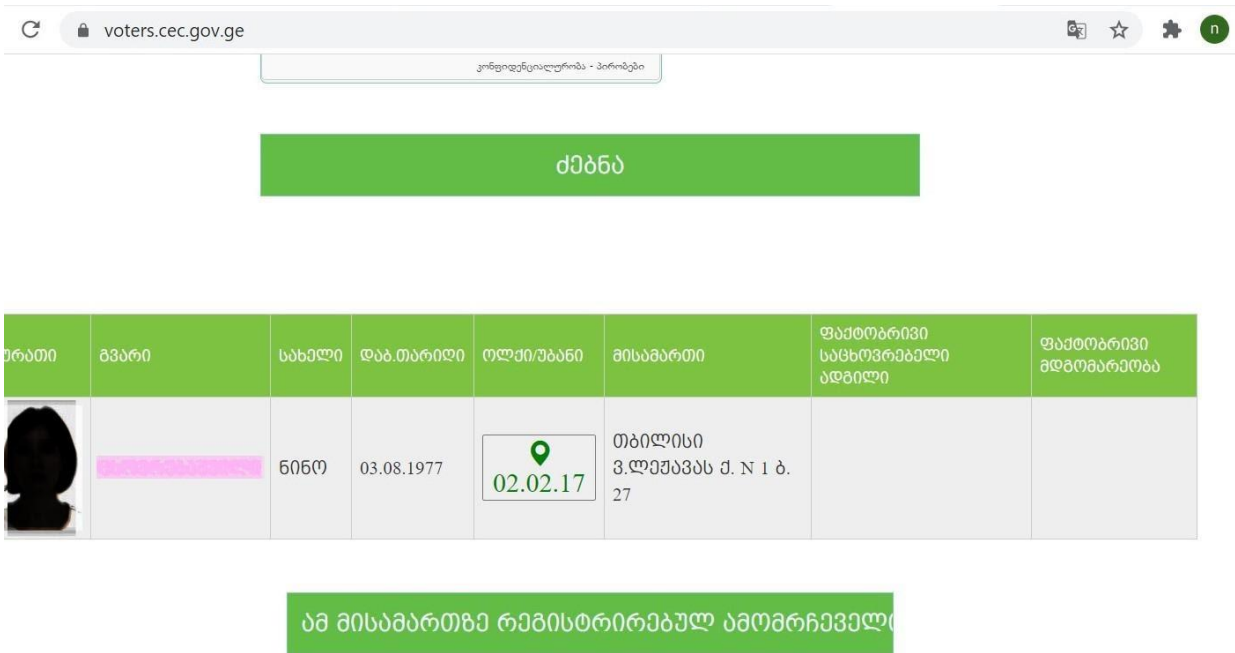 voters.cec.gov.ge
n
კონფიდენციალურობა - პირობები
ძებნა
ურათი
გვარი
სახელი
დაბ.თარიღი
ოლქი/უბანი
მისამართი
ფაქტობრივი
საცხოვრებელი
ადგილი
ფაქტობრივი
მდგომარეობა
ნინო
03.08.1977
02.02.17
თბილისი
ვ.ლეჟავას ქ. N 1 ბ.
27
ამ მისამართზე რეგისტრირებულ ამომრჩეველ